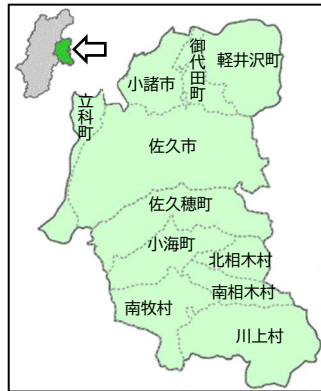 御代田町
軽井沢町
小諸市
立科町
佐久市
佐久穂町
小海町
北相木村
南相木村
南牧村
川上村